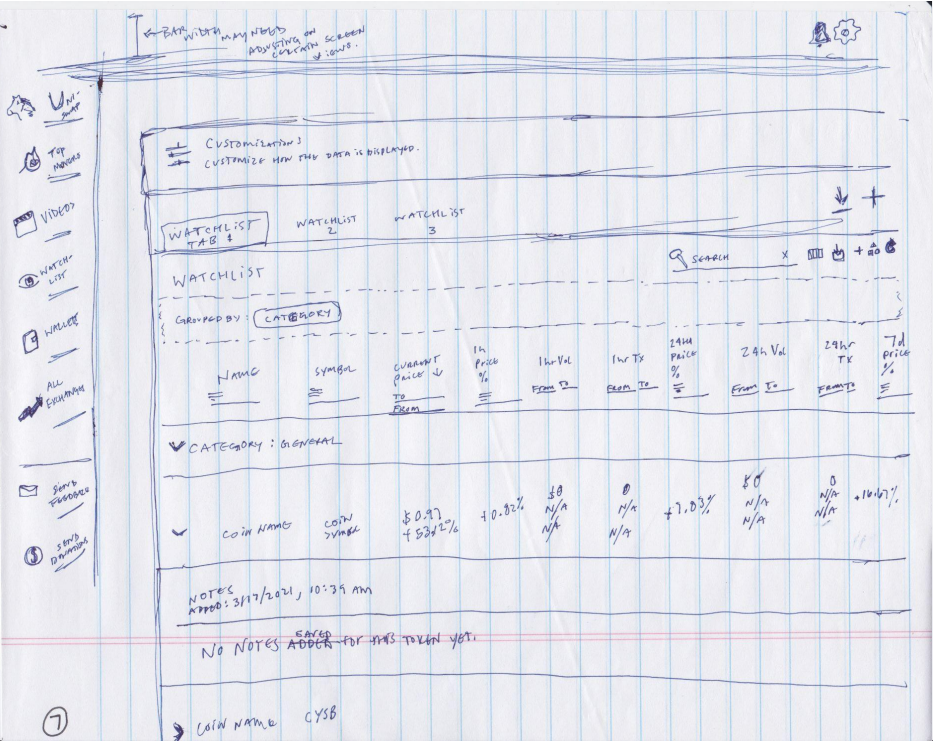 ← BAR WIDTH MAY NEED
ADJUSTING ON
CERTAIN SCREEN
VIEWS.
UNI-
SWAP
TOP
MOVERS
VIDEOS
WATCH-
LIST
WALLET
ALL
EXCHANGE
SEND
FEEDBACK
$
SEND
DONATIONS
CUSTOMIZATIONS
CUSTOMIZE HOW THE DATA IS DISPLAYED.
WATCHLIST
TAB 1
WATCHLIST
2
WATCHLIST
3
SEARCH X
WATCHLIST
GROUPED BY: CATEGORY
NAME
SYMBOL
CURRENT
PRICE ↓
TO
FROM
1h
PRICE
%
1hr Vol
FROM TO
1hr Tx
FROM TO
24HR
PRICE
%
24h Vol
FROM TO
24hr
Tx
FROM TO
7d
PRICE
%
CATEGORY: GENERAL
COIN NAME
COIN
SYMBOL
$0.97
+0.82%
$0
N/A
N/A
0
N/A
N/A
+7.83%
$0
N/A
N/A
0
N/A
N/A
+16.67%
NOTES
ADDED: 3/17/2021, 10:39 AM
NO NOTES ADDED SAVED FOR THIS TOKEN YET.
COIN NAME CYSB
7